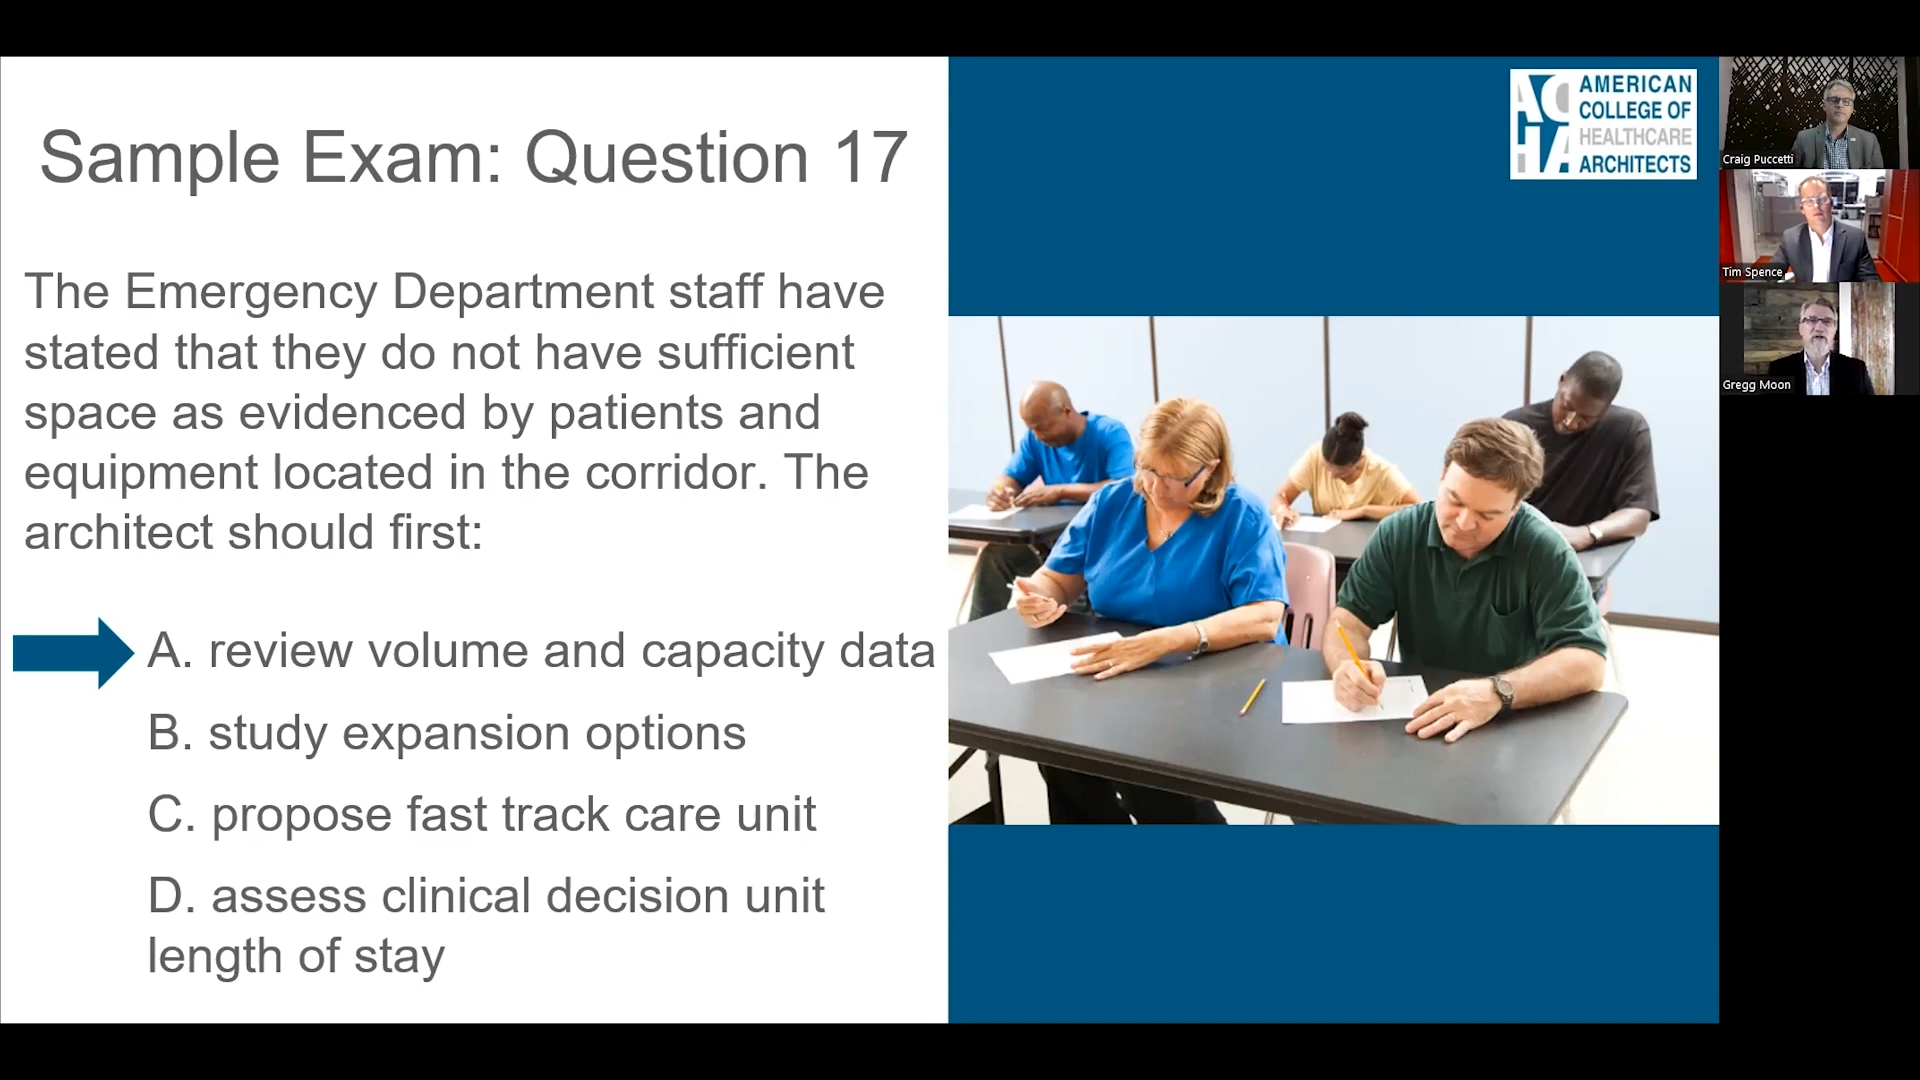 Sample Exam: Question 17
The Emergency Department staff have
stated that they do not have sufficient
space as evidenced by patients and
equipment located in the corridor. The
architect should first:
A. review volume and capacity data
B. study expansion options
C. propose fast track care unit
D. assess clinical decision unit
length of stay
ACHA
AMERICAN
COLLEGE OF
HEALTHCARE
ARCHITECTS
Craig Puccetti
Tim Spence
Gregg Moon